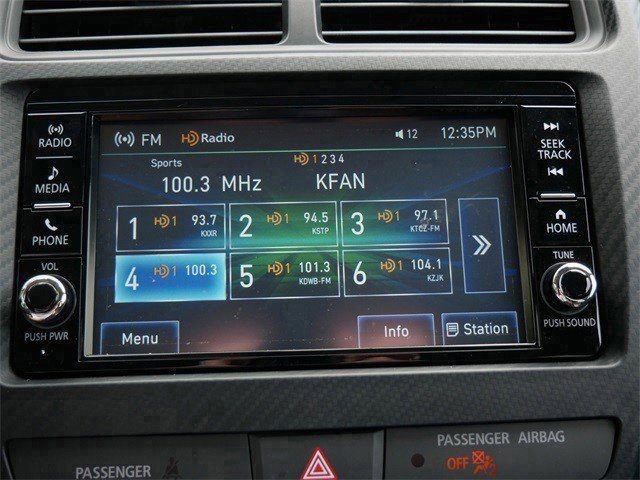 RADIO
MEDIA
PHONE
VOL
PUSH PWR
FM HD Radio 12 12:35PM
Sports HD 1 2 3 4
100.3 MHz KFAN
1 HD 1 93.7 KXXR
2 HD 1 94.5 KSTP
3 HD 1 97.1 KTCZ-FM
4 HD 1 100.3
5 HD 1 101.3 KDWB-FM
6 HD 1 104.1 KZJK
Menu Info Station
SEEK
TRACK
HOME
TUNE
PUSH SOUND
PASSENGER
PASSENGER AIRBAG
OFF